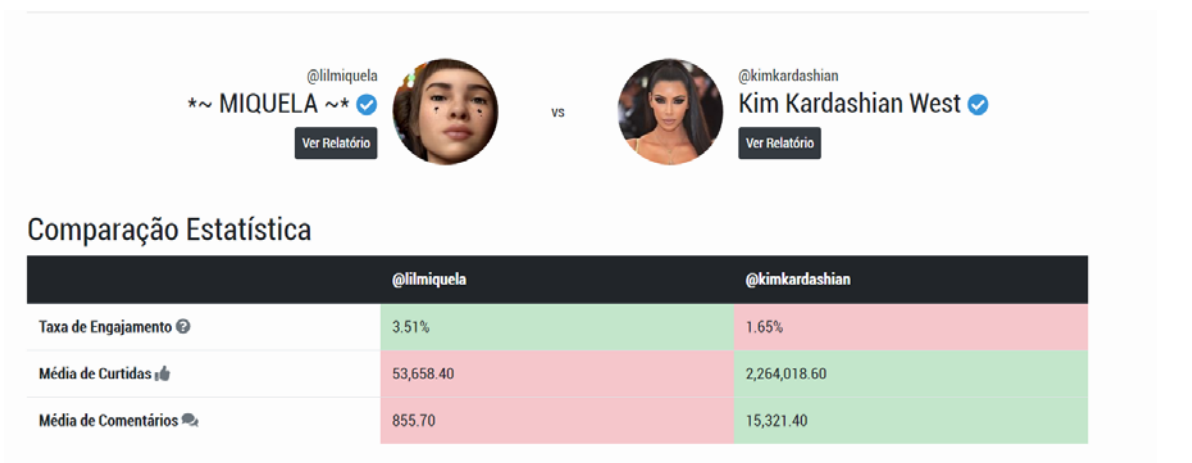 @lilmiquela
*~ MIQUELA ~*
Ver Relatório
vs
@kimkardashian
Kim Kardashian West
Ver Relatório
Comparação Estatística
@lilmiquela @kimkardashian
Taxa de Engajamento 3.51% 1.65%
Média de Curtidas 53,658.40 2,264,018.60
Média de Comentários 855.70 15,321.40